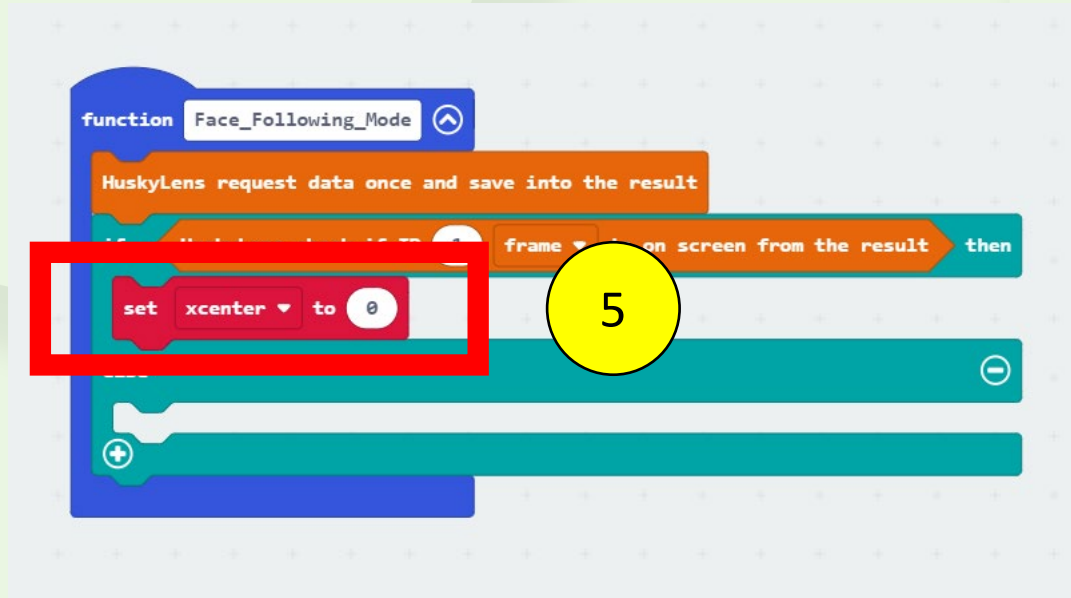 function Face_Following_Mode
HuskyLens request data once and save into the result
frame on screen from the result then
set xcenter to 0
5